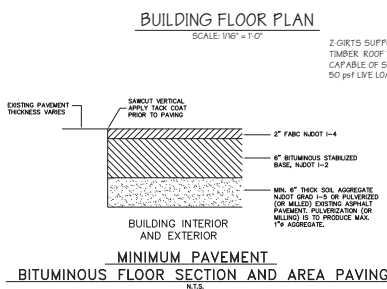 BUILDING FLOOR PLAN
SCALE: 1/16" = 1'-0"
Z-GIRTS SUPP
TIMBER ROOF
CAPABLE OF S
50 psf LIVE LOA
EXISTING PAVEMENT
THICKNESS VARIES
SAWCUT VERTICAL
APPLY TACK COAT
PRIOR TO PAVING
2" FABC NJDOT I-4
6" BITUMINOUS STABILIZED
BASE, NJDOT I-2
MIN. 6" THICK SOIL AGGREGATE
NJDOT GRAD I-5 OR PULVERIZED
(OR MILLED) EXISTING ASPHALT
PAVEMENT. PULVERIZATION (OR
MILLING) IS TO PRODUCE MAX.
1"ø AGGREGATE.
BUILDING INTERIOR
AND EXTERIOR
MINIMUM PAVEMENT
BITUMINOUS FLOOR SECTION AND AREA PAVING
N.T.S.